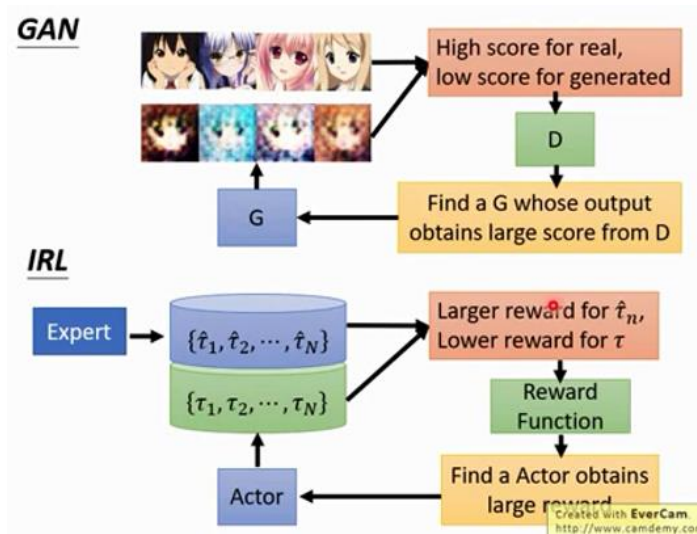 GAN
High score for real,
low score for generated
D
G
Find a G whose output
obtains large score from D
IRL
Expert
{τ̂₁, τ̂₂, ⋯, τ̂_N}
{τ₁, τ₂, ⋯, τ_N}
Larger reward for τ̂ₙ,
Lower reward for τ
Reward
Function
Actor
Find a Actor obtains
large reward
Created with EverCam.
http://www.camdemy.com